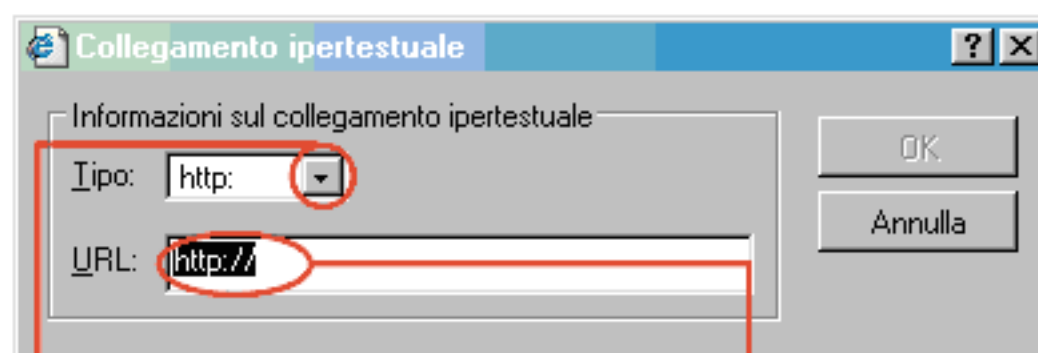 Collegamento ipertestuale
Informazioni sul collegamento ipertestuale
Tipo: http:
URL: http://
OK
Annulla